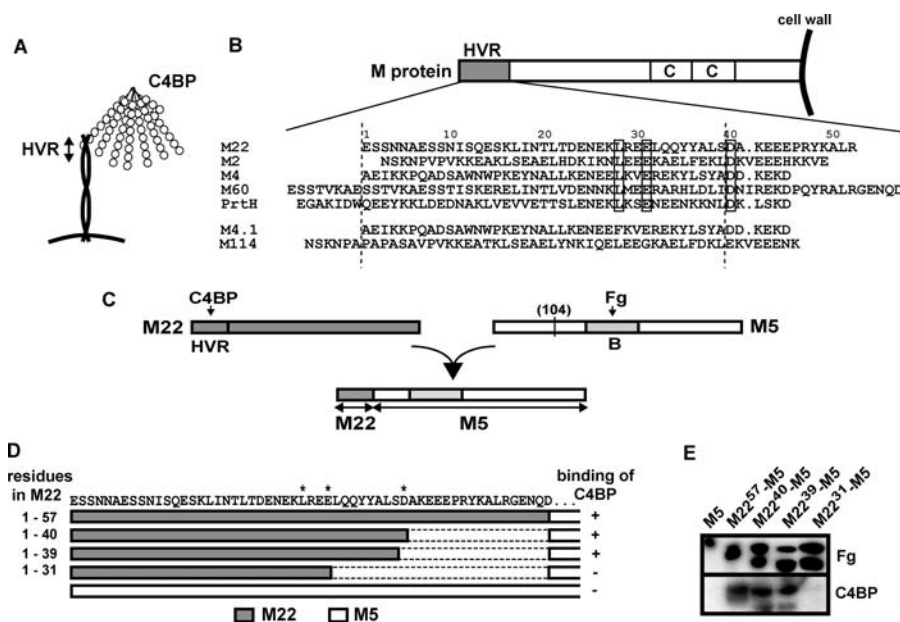 A
C4BP
HVR
B
HVR
M protein
C
C
cell wall
1 10 20 30 40 50
M22 ESSNNAESSNISQESKLINTLTDENEKLREELQQYYALSDA.KEEEPRYKALR
M2 NSKNPVPVKKEAKLSEAELHDKIKNLEEEKAELFEKLDKVEEEHKKVE
M4 AEIKKPQADSAWNWPKEYNALLKENEELKVEREKYLSYADD.KEKD
M60 ESSTVKAESSTVKAESSTISKERELINTLVDENNKLMEERARHLDLIDNIREKDPQYRALRGENQD
PrtH EGAKIDWQEEYKKLDEDNAKLVEVVETTSLENEKLKSENEENKKNLDK.LSKD
M4.1 AEIKKPQADSAWNWPKEYNALLKENEEFKVEREKYLSYADD.KEKD
M114 NSKNPAPAPASAVPVKKEATKLSEAELYNKIQELEEGKAELFDKLEKVEEENK
C
C4BP
M22
HVR
(104)
Fg
M5
B
M22
M5
D
residues in M22
* * *
ESSNNAESSNISQESKLINTLTDENEKLREELQQYYALSDAKEEEPRYKALRGENQD...
binding of C4BP
1 - 57 +
1 - 40 +
1 - 39 +
1 - 31 -
-
M22 M5
E
M5
M22⁵⁷-M5
M22⁴⁰-M5
M22³⁹-M5
M22³¹-M5
Fg
C4BP